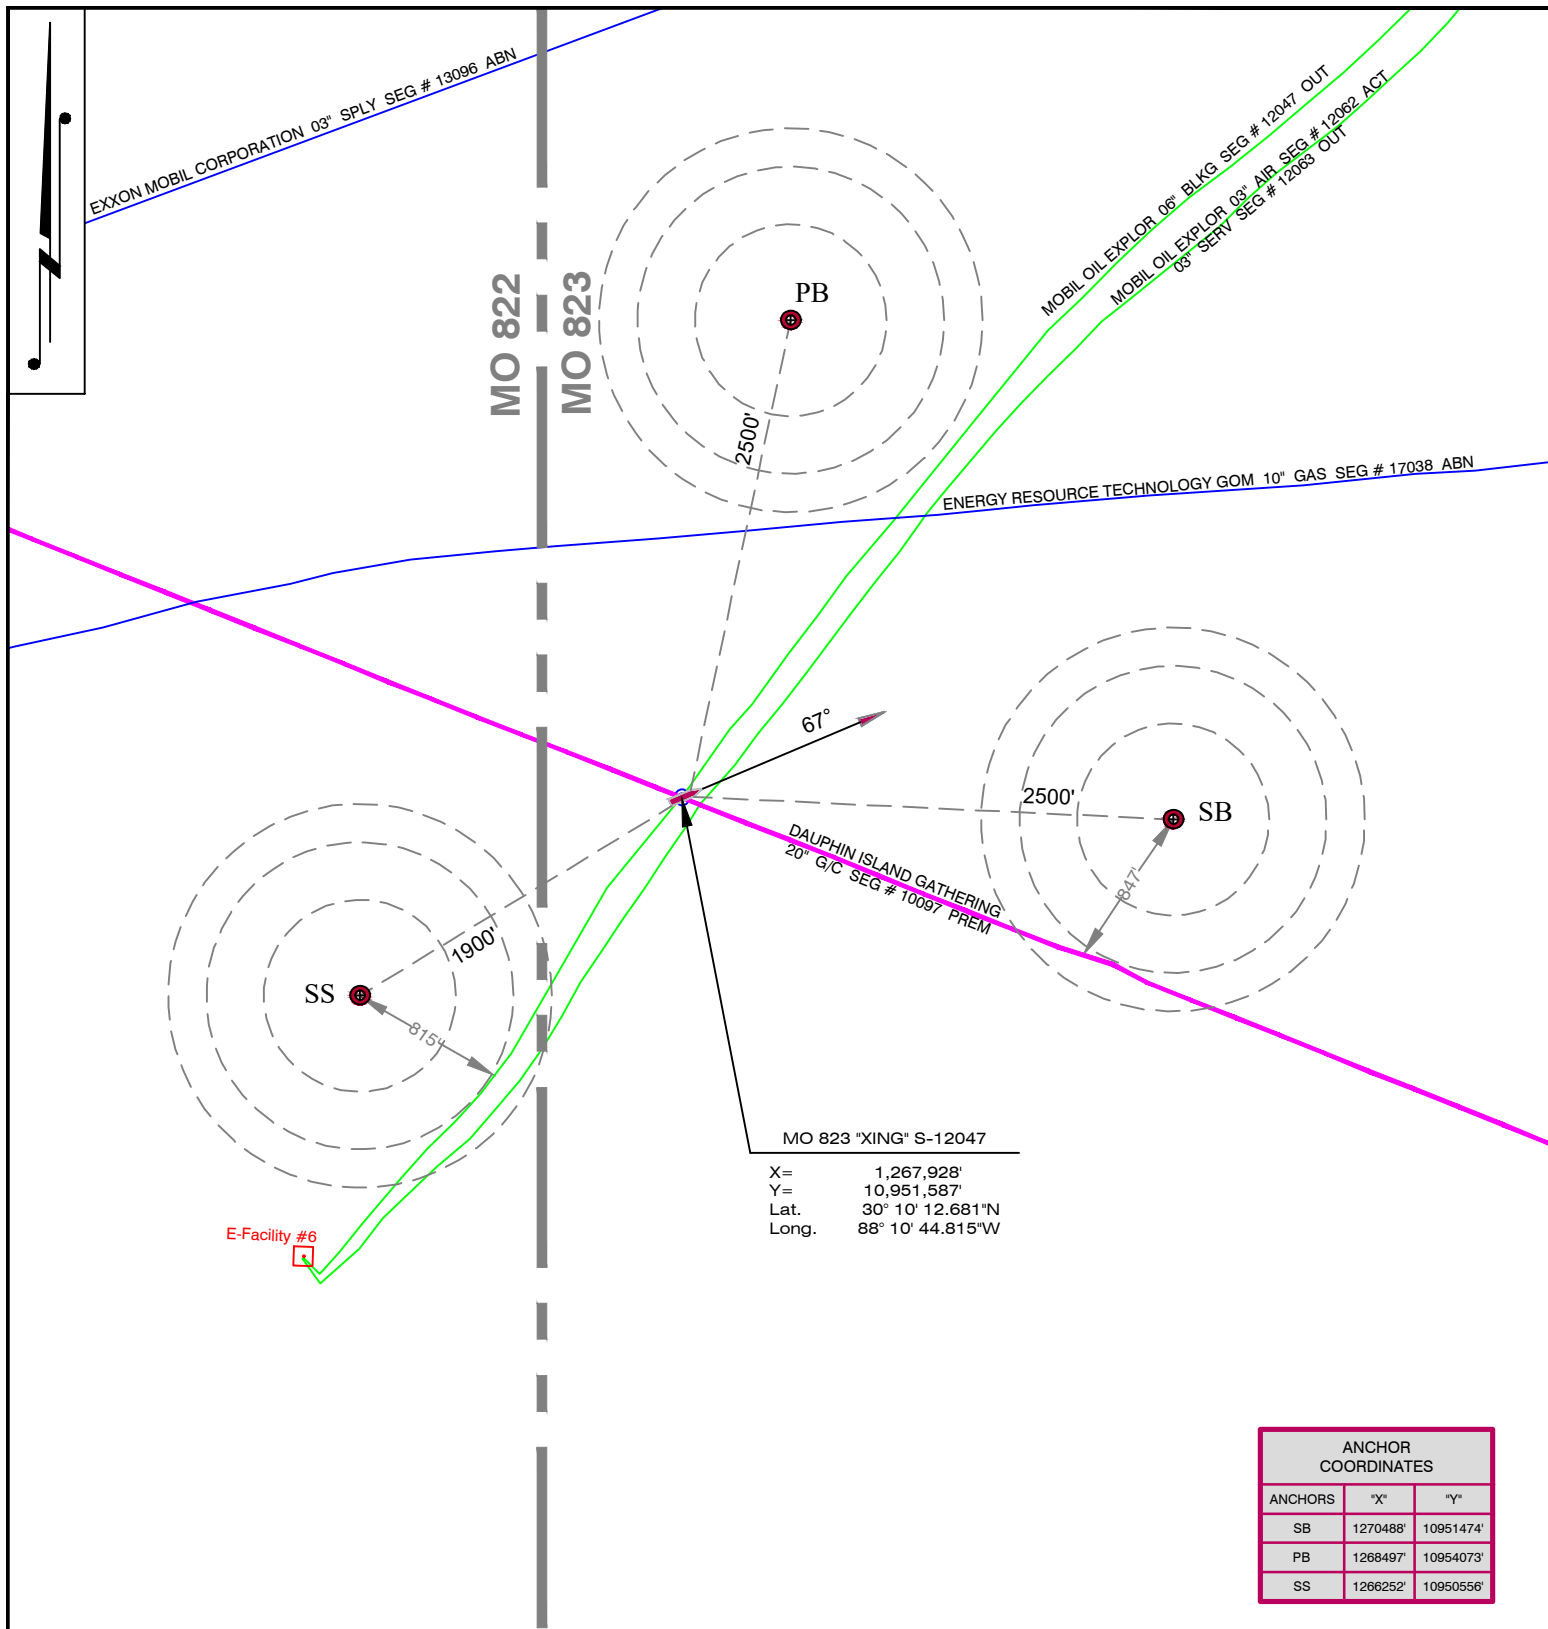 EXXON MOBIL CORPORATION 03" SPLY SEG # 13096 ABN
MOBIL OIL EXPLOR 06" BLKG SEG # 12047 OUT
MOBIL OIL EXPLOR 03" AIR SEG # 12062 ACT
03" SERV SEG # 12063 OUT
MO 822
MO 823
PB
2500'
ENERGY RESOURCE TECHNOLOGY GOM 10" GAS SEG # 17038 ABN
67°
2500'
SB
DAUPHIN ISLAND GATHERING
20" G/C SEG # 10097 PREM
847'
1900'
SS
815'
MO 823 "XING" S-12047
X= 1,267,928'
Y= 10,951,587'
Lat. 30° 10' 12.681"N
Long. 88° 10' 44.815"W
E-Facility #6
ANCHOR
COORDINATES
ANCHORS "X" "Y"
SB 1270488' 10951474'
PB 1268497' 10954073'
SS 1266252' 10950556'